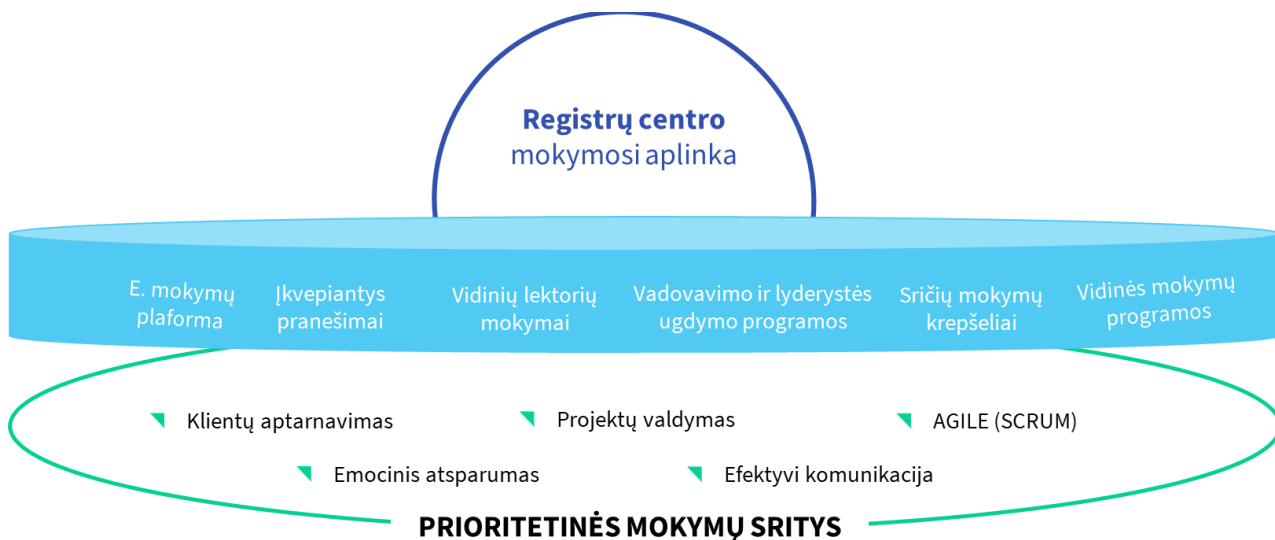 Registrų centro
mokymosi aplinka
E. mokymų
plaforma
Įkvepiantys
pranešimai
Vidinių lektorių
mokymai
Vadovavimo ir lyderystės
ugdymo programos
Sričių mokymų
krepšeliai
Vidinės mokymų
programos
Klientų aptarnavimas
Projektų valdymas
AGILE (SCRUM)
Emocinis atsparumas
Efektyvi komunikacija
PRIORITETINĖS MOKYMŲ SRITYS